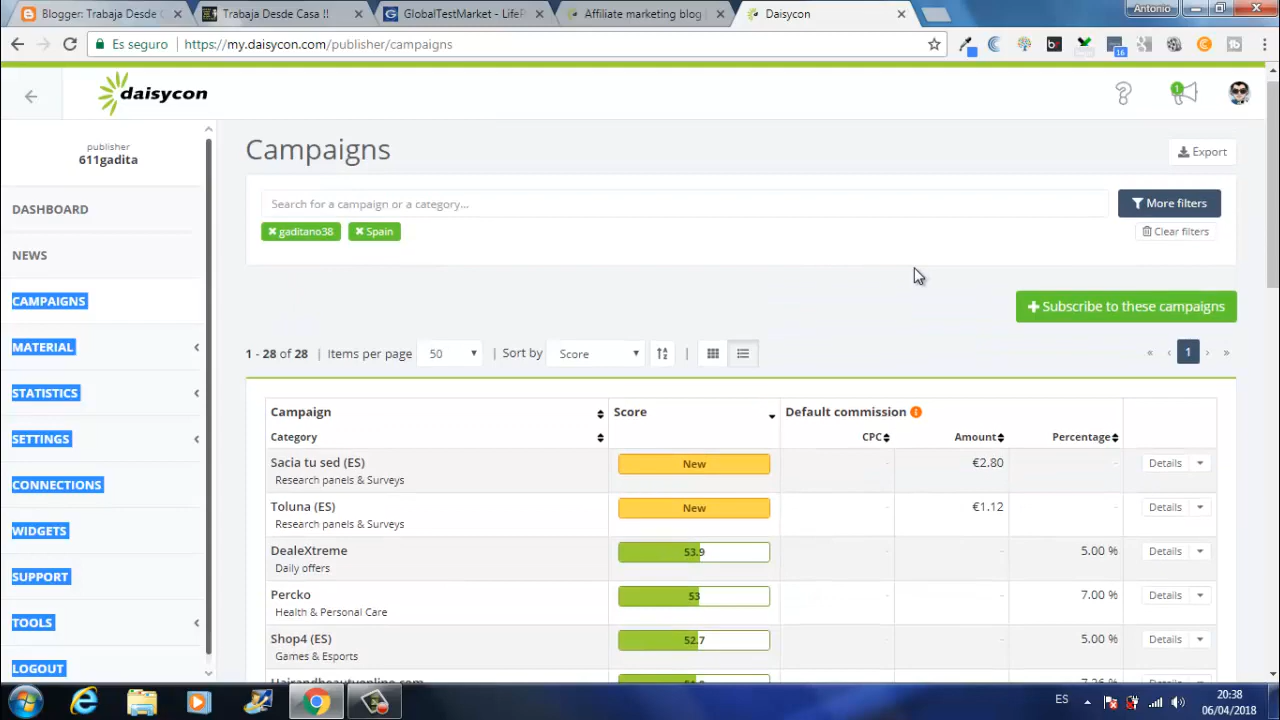 Blogger: Trabaja Desde C
Trabaja Desde Casa !!
GlobalTestMarket – LifeP
Affiliate marketing blog
Daisycon
Antonio
Es seguro
https://my.daisycon.com/publisher/campaigns
16
daisycon
1
publisher
611gadita
DASHBOARD
NEWS
CAMPAIGNS
MATERIAL
STATISTICS
SETTINGS
CONNECTIONS
WIDGETS
SUPPORT
TOOLS
LOGOUT
Campaigns
Export
Search for a campaign or a category...
More filters
gaditano38
Spain
Clear filters
Subscribe to these campaigns
1 - 28 of 28 | Items per page 50 | Sort by Score |
« ‹ 1 › »
Campaign Score Default commission
Category CPC Amount Percentage
Sacia tu sed (ES) New - €2.80 - Details
Research panels & Surveys
Toluna (ES) New - €1.12 - Details
Research panels & Surveys
DealeXtreme 53.9 - - 5.00 % Details
Daily offers
Percko 53 - - 7.00 % Details
Health & Personal Care
Shop4 (ES) 52.7 - - 5.00 % Details
Games & Esports
Hairandbeautyonline.com
ES
20:38
06/04/2018